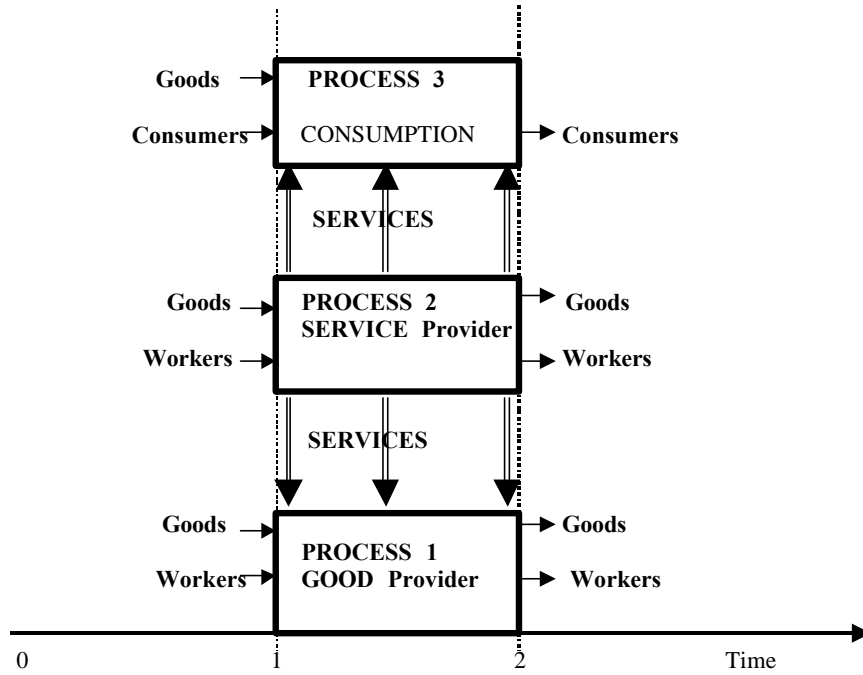 Goods
PROCESS 3
Consumers
CONSUMPTION
Consumers
SERVICES
Goods
PROCESS 2
Goods
SERVICE Provider
Workers
Workers
SERVICES
Goods
Goods
PROCESS 1
Workers
GOOD Provider
Workers
0
1
2
Time